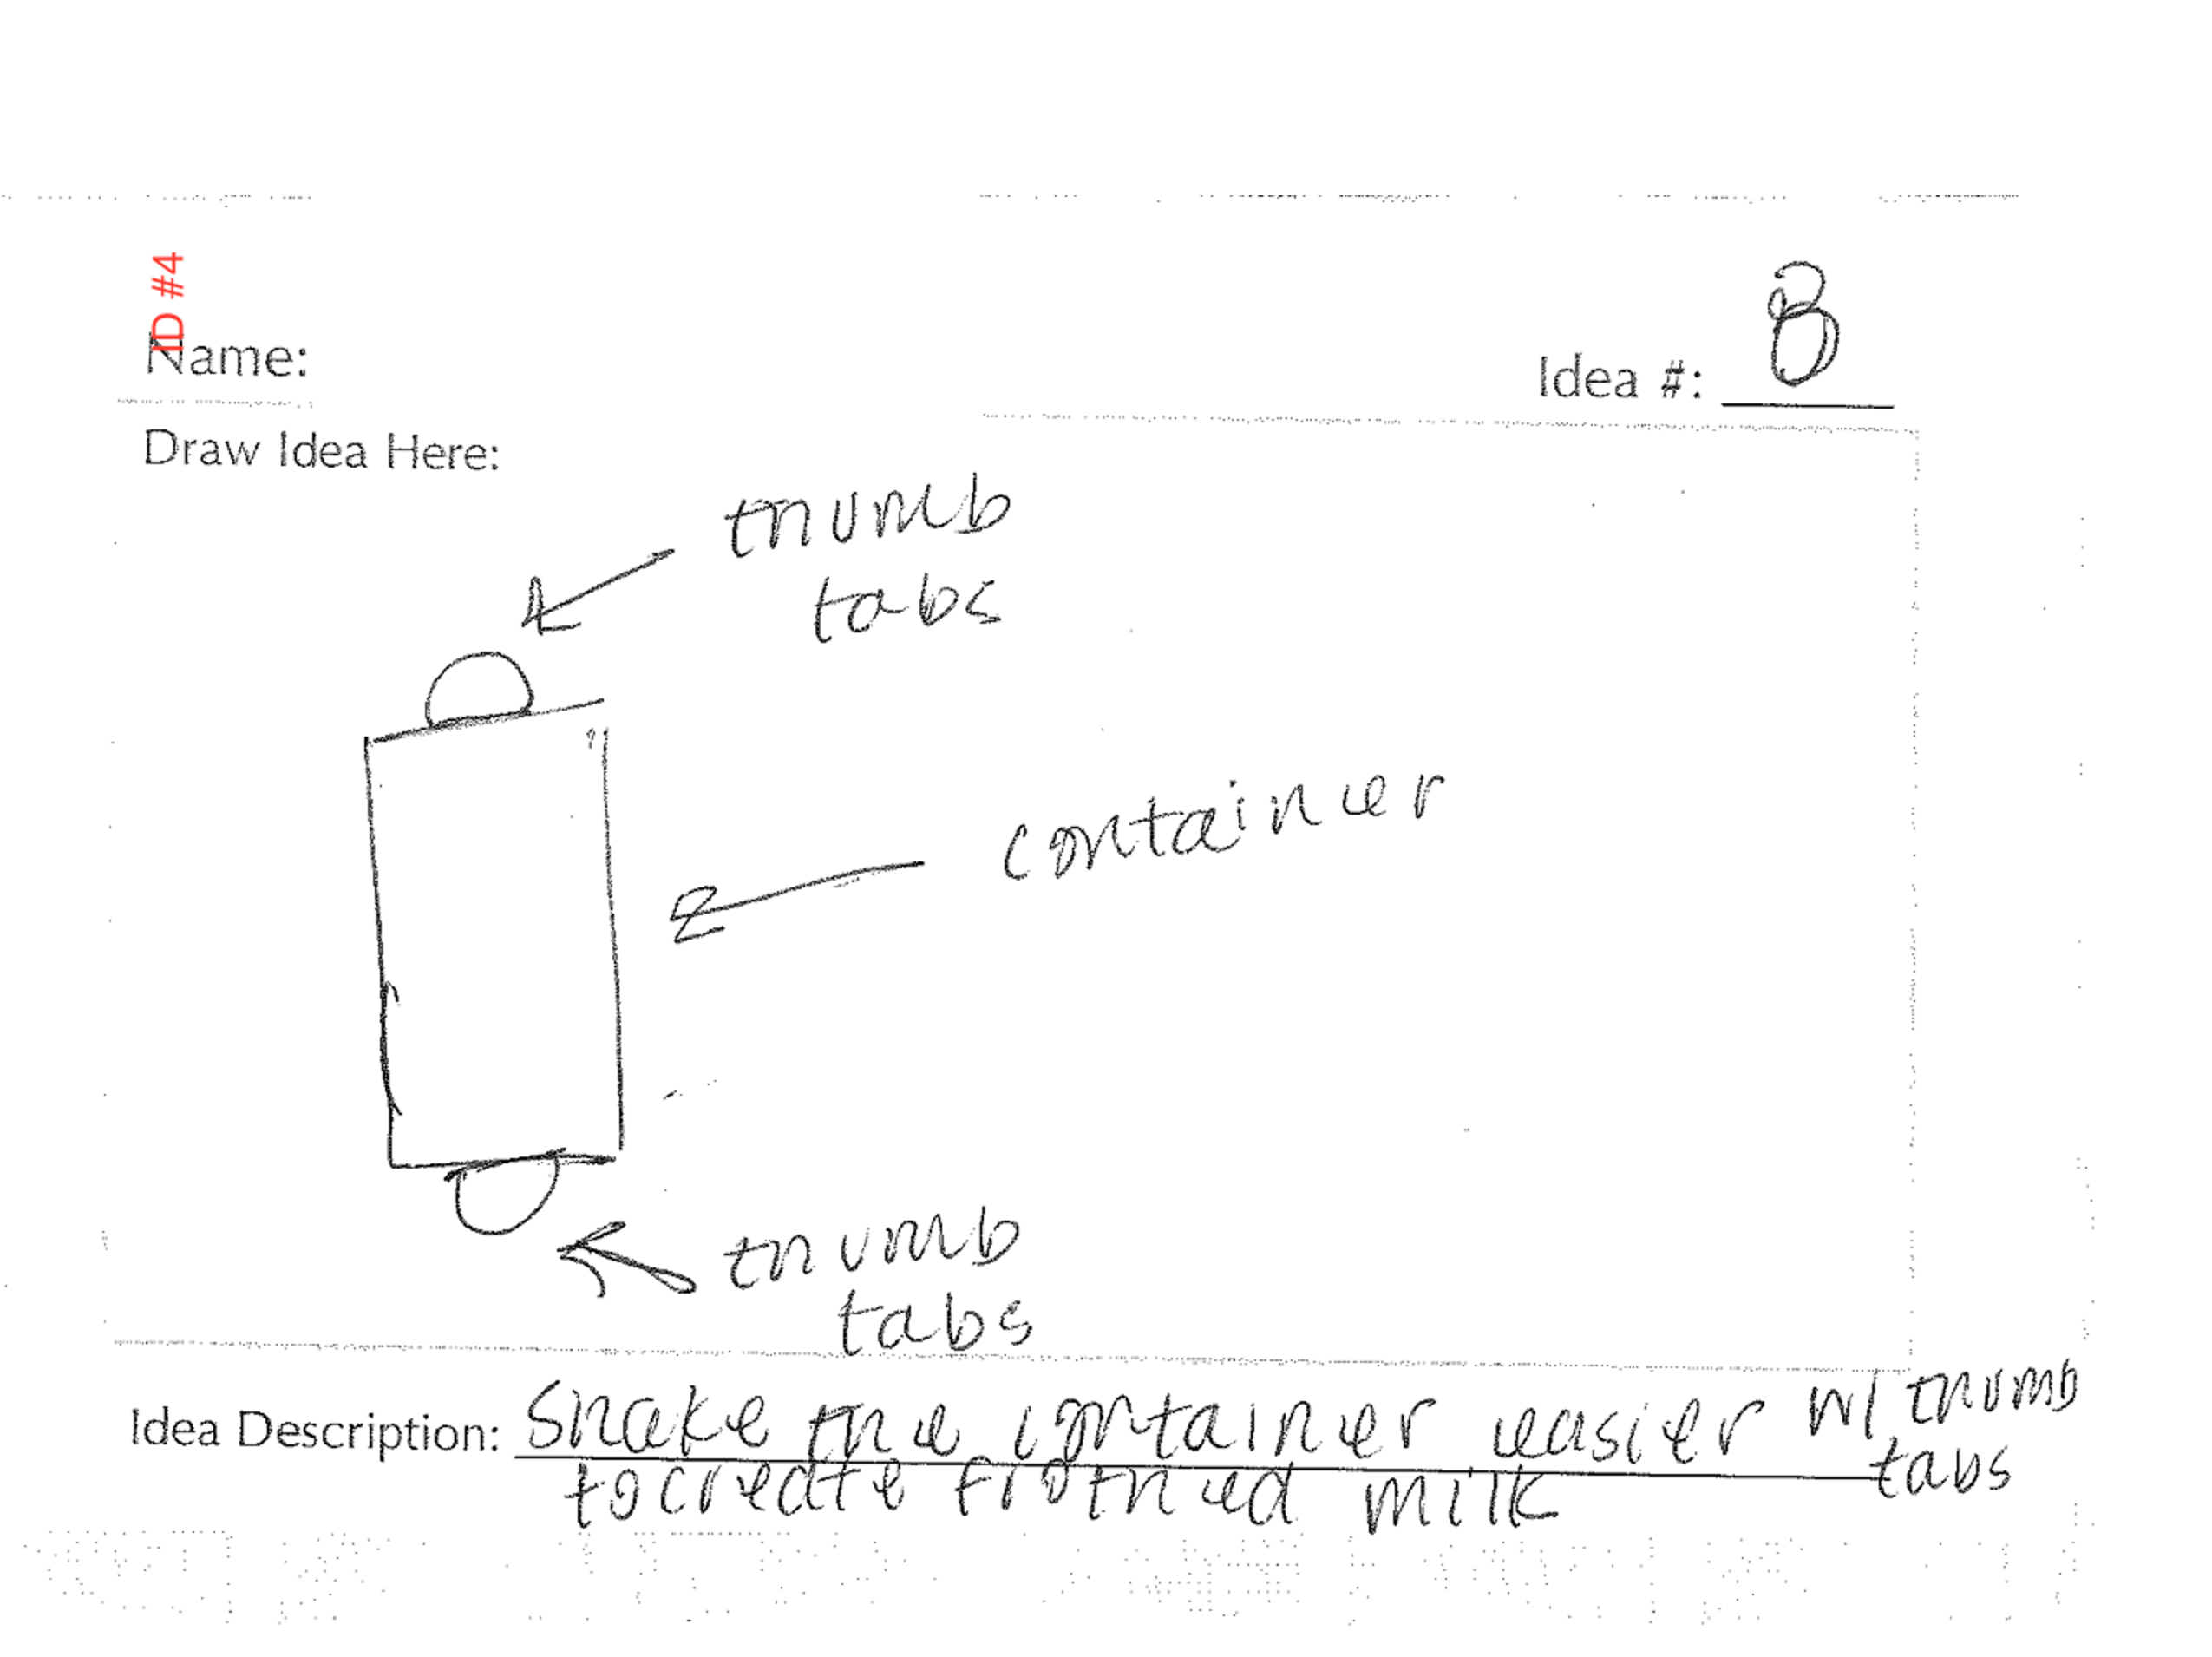 ID #4
Name:
Idea #: 8
Draw Idea Here:
thumb
tabs
container
thumb
tabs
Idea Description: Shake the container easier w/ thumb
tabs
to create frothed milk